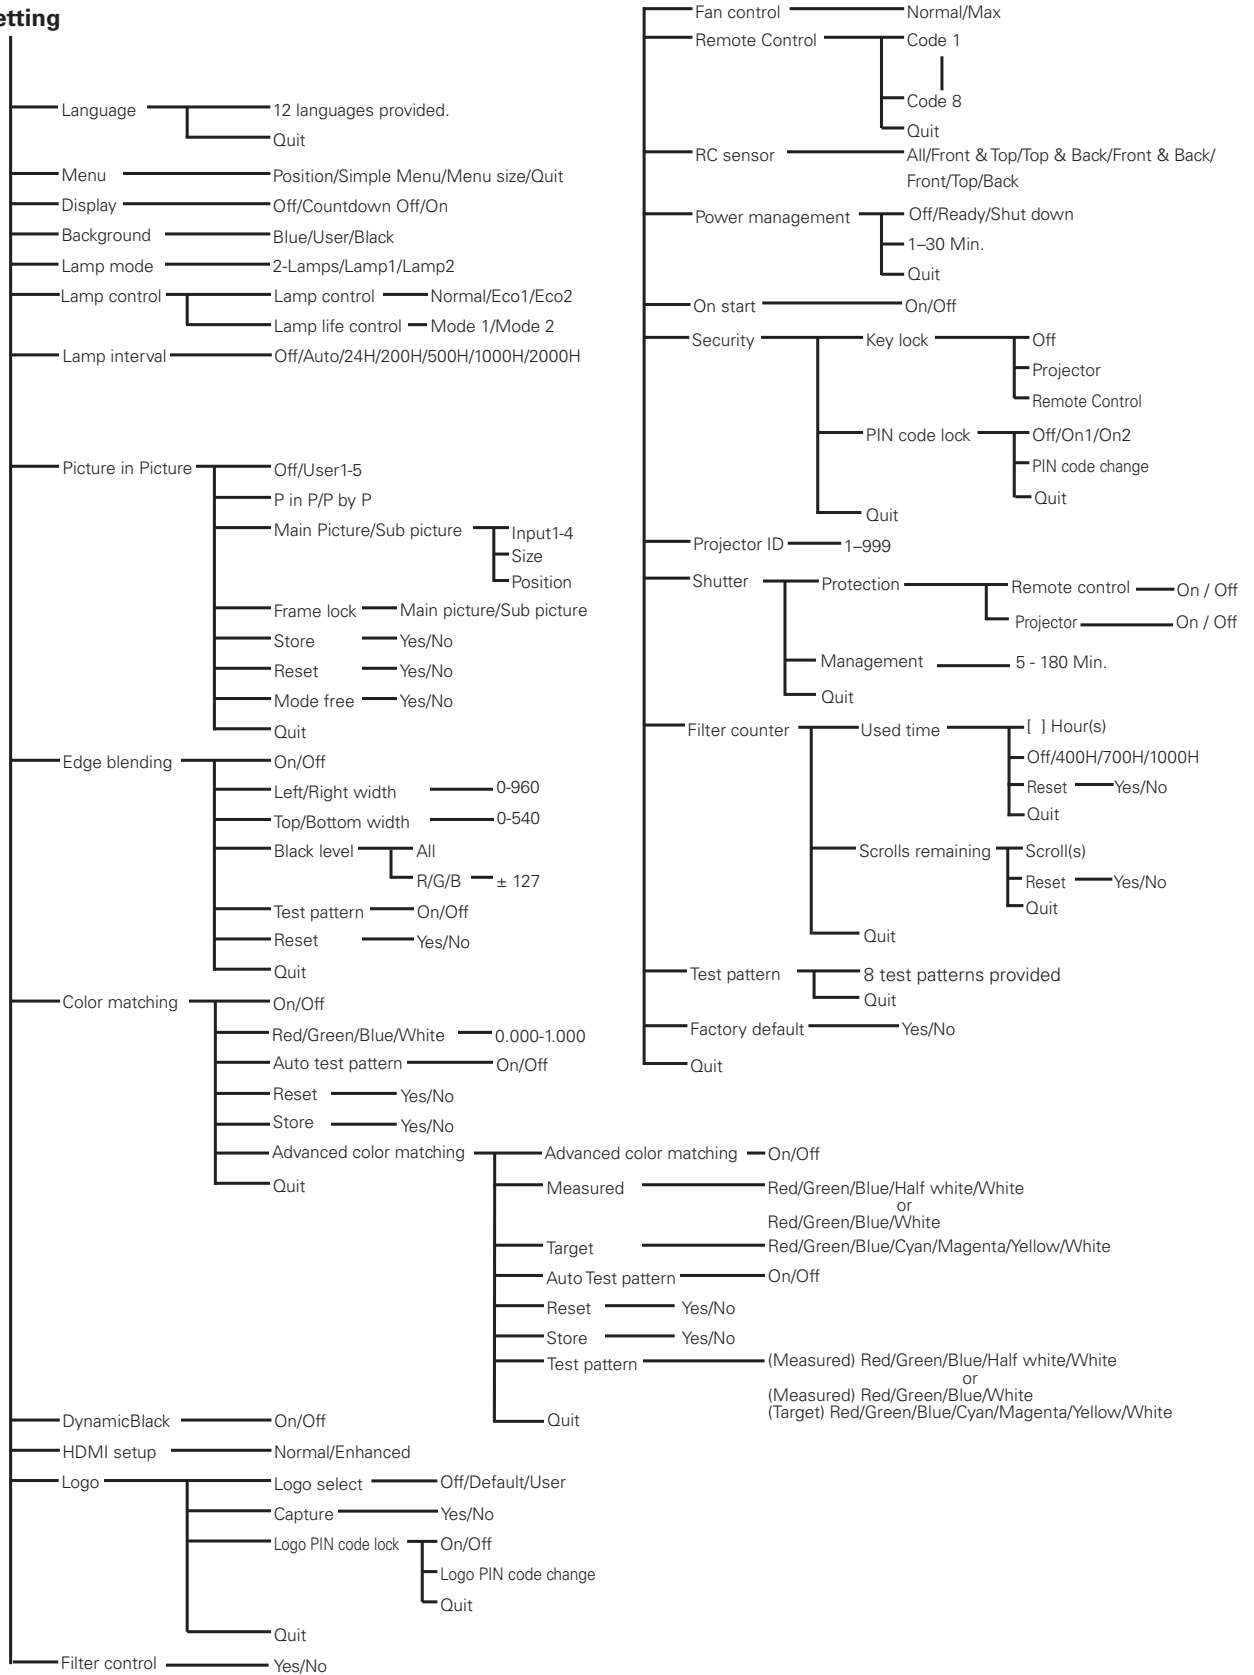 etting
Language 12 languages provided.
Quit
Menu Position/Simple Menu/Menu size/Quit
Display Off/Countdown Off/On
Background Blue/User/Black
Lamp mode 2-Lamps/Lamp1/Lamp2
Lamp control Lamp control Normal/Eco1/Eco2
Lamp life control Mode 1/Mode 2
Lamp interval Off/Auto/24H/200H/500H/1000H/2000H
Picture in Picture Off/User1-5
P in P/P by P
Main Picture/Sub picture Input1-4
Size
Position
Frame lock Main picture/Sub picture
Store Yes/No
Reset Yes/No
Mode free Yes/No
Quit
Edge blending On/Off
Left/Right width 0-960
Top/Bottom width 0-540
Black level All
R/G/B ± 127
Test pattern On/Off
Reset Yes/No
Quit
Color matching On/Off
Red/Green/Blue/White 0.000-1.000
Auto test pattern On/Off
Reset Yes/No
Store Yes/No
Advanced color matching Advanced color matching On/Off
Quit
Measured Red/Green/Blue/Half white/White
or
Red/Green/Blue/White
Target Red/Green/Blue/Cyan/Magenta/Yellow/White
Auto Test pattern On/Off
Reset Yes/No
Store Yes/No
Test pattern (Measured) Red/Green/Blue/Half white/White
or
(Measured) Red/Green/Blue/White
(Target) Red/Green/Blue/Cyan/Magenta/Yellow/White
Quit
DynamicBlack On/Off
HDMI setup Normal/Enhanced
Logo Logo select Off/Default/User
Capture Yes/No
Logo PIN code lock On/Off
Logo PIN code change
Quit
Quit
Filter control Yes/No
Fan control Normal/Max
Remote Control Code 1
Code 8
Quit
RC sensor All/Front & Top/Top & Back/Front & Back/
Front/Top/Back
Power management Off/Ready/Shut down
1–30 Min.
Quit
On start On/Off
Security Key lock Off
Projector
Remote Control
PIN code lock Off/On1/On2
PIN code change
Quit
Quit
Projector ID 1–999
Shutter Protection Remote control On / Off
Projector On / Off
Management 5 - 180 Min.
Quit
Filter counter Used time [ ] Hour(s)
Off/400H/700H/1000H
Reset Yes/No
Quit
Scrolls remaining Scroll(s)
Reset Yes/No
Quit
Quit
Test pattern 8 test patterns provided
Quit
Factory default Yes/No
Quit